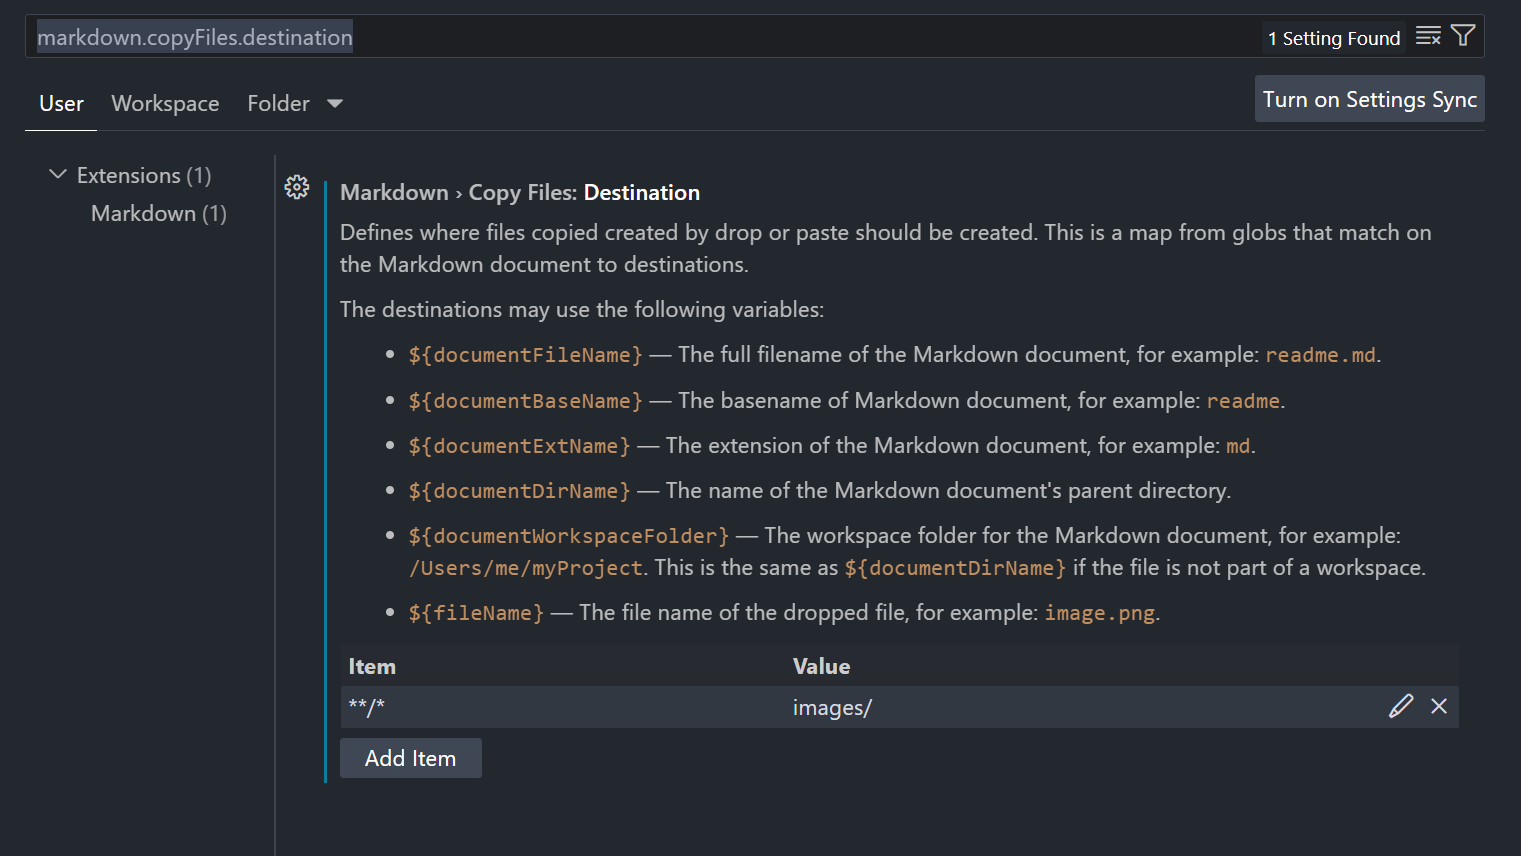 markdown.copyFiles.destination
1 Setting Found
User Workspace Folder
Turn on Settings Sync
Extensions (1)
Markdown (1)
Markdown › Copy Files: Destination
Defines where files copied created by drop or paste should be created. This is a map from globs that match on
the Markdown document to destinations.
The destinations may use the following variables:
• ${documentFileName} — The full filename of the Markdown document, for example: readme.md.
• ${documentBaseName} — The basename of Markdown document, for example: readme.
• ${documentExtName} — The extension of the Markdown document, for example: md.
• ${documentDirName} — The name of the Markdown document's parent directory.
• ${documentWorkspaceFolder} — The workspace folder for the Markdown document, for example:
/Users/me/myProject. This is the same as ${documentDirName} if the file is not part of a workspace.
• ${fileName} — The file name of the dropped file, for example: image.png.
Item Value
**/* images/
Add Item